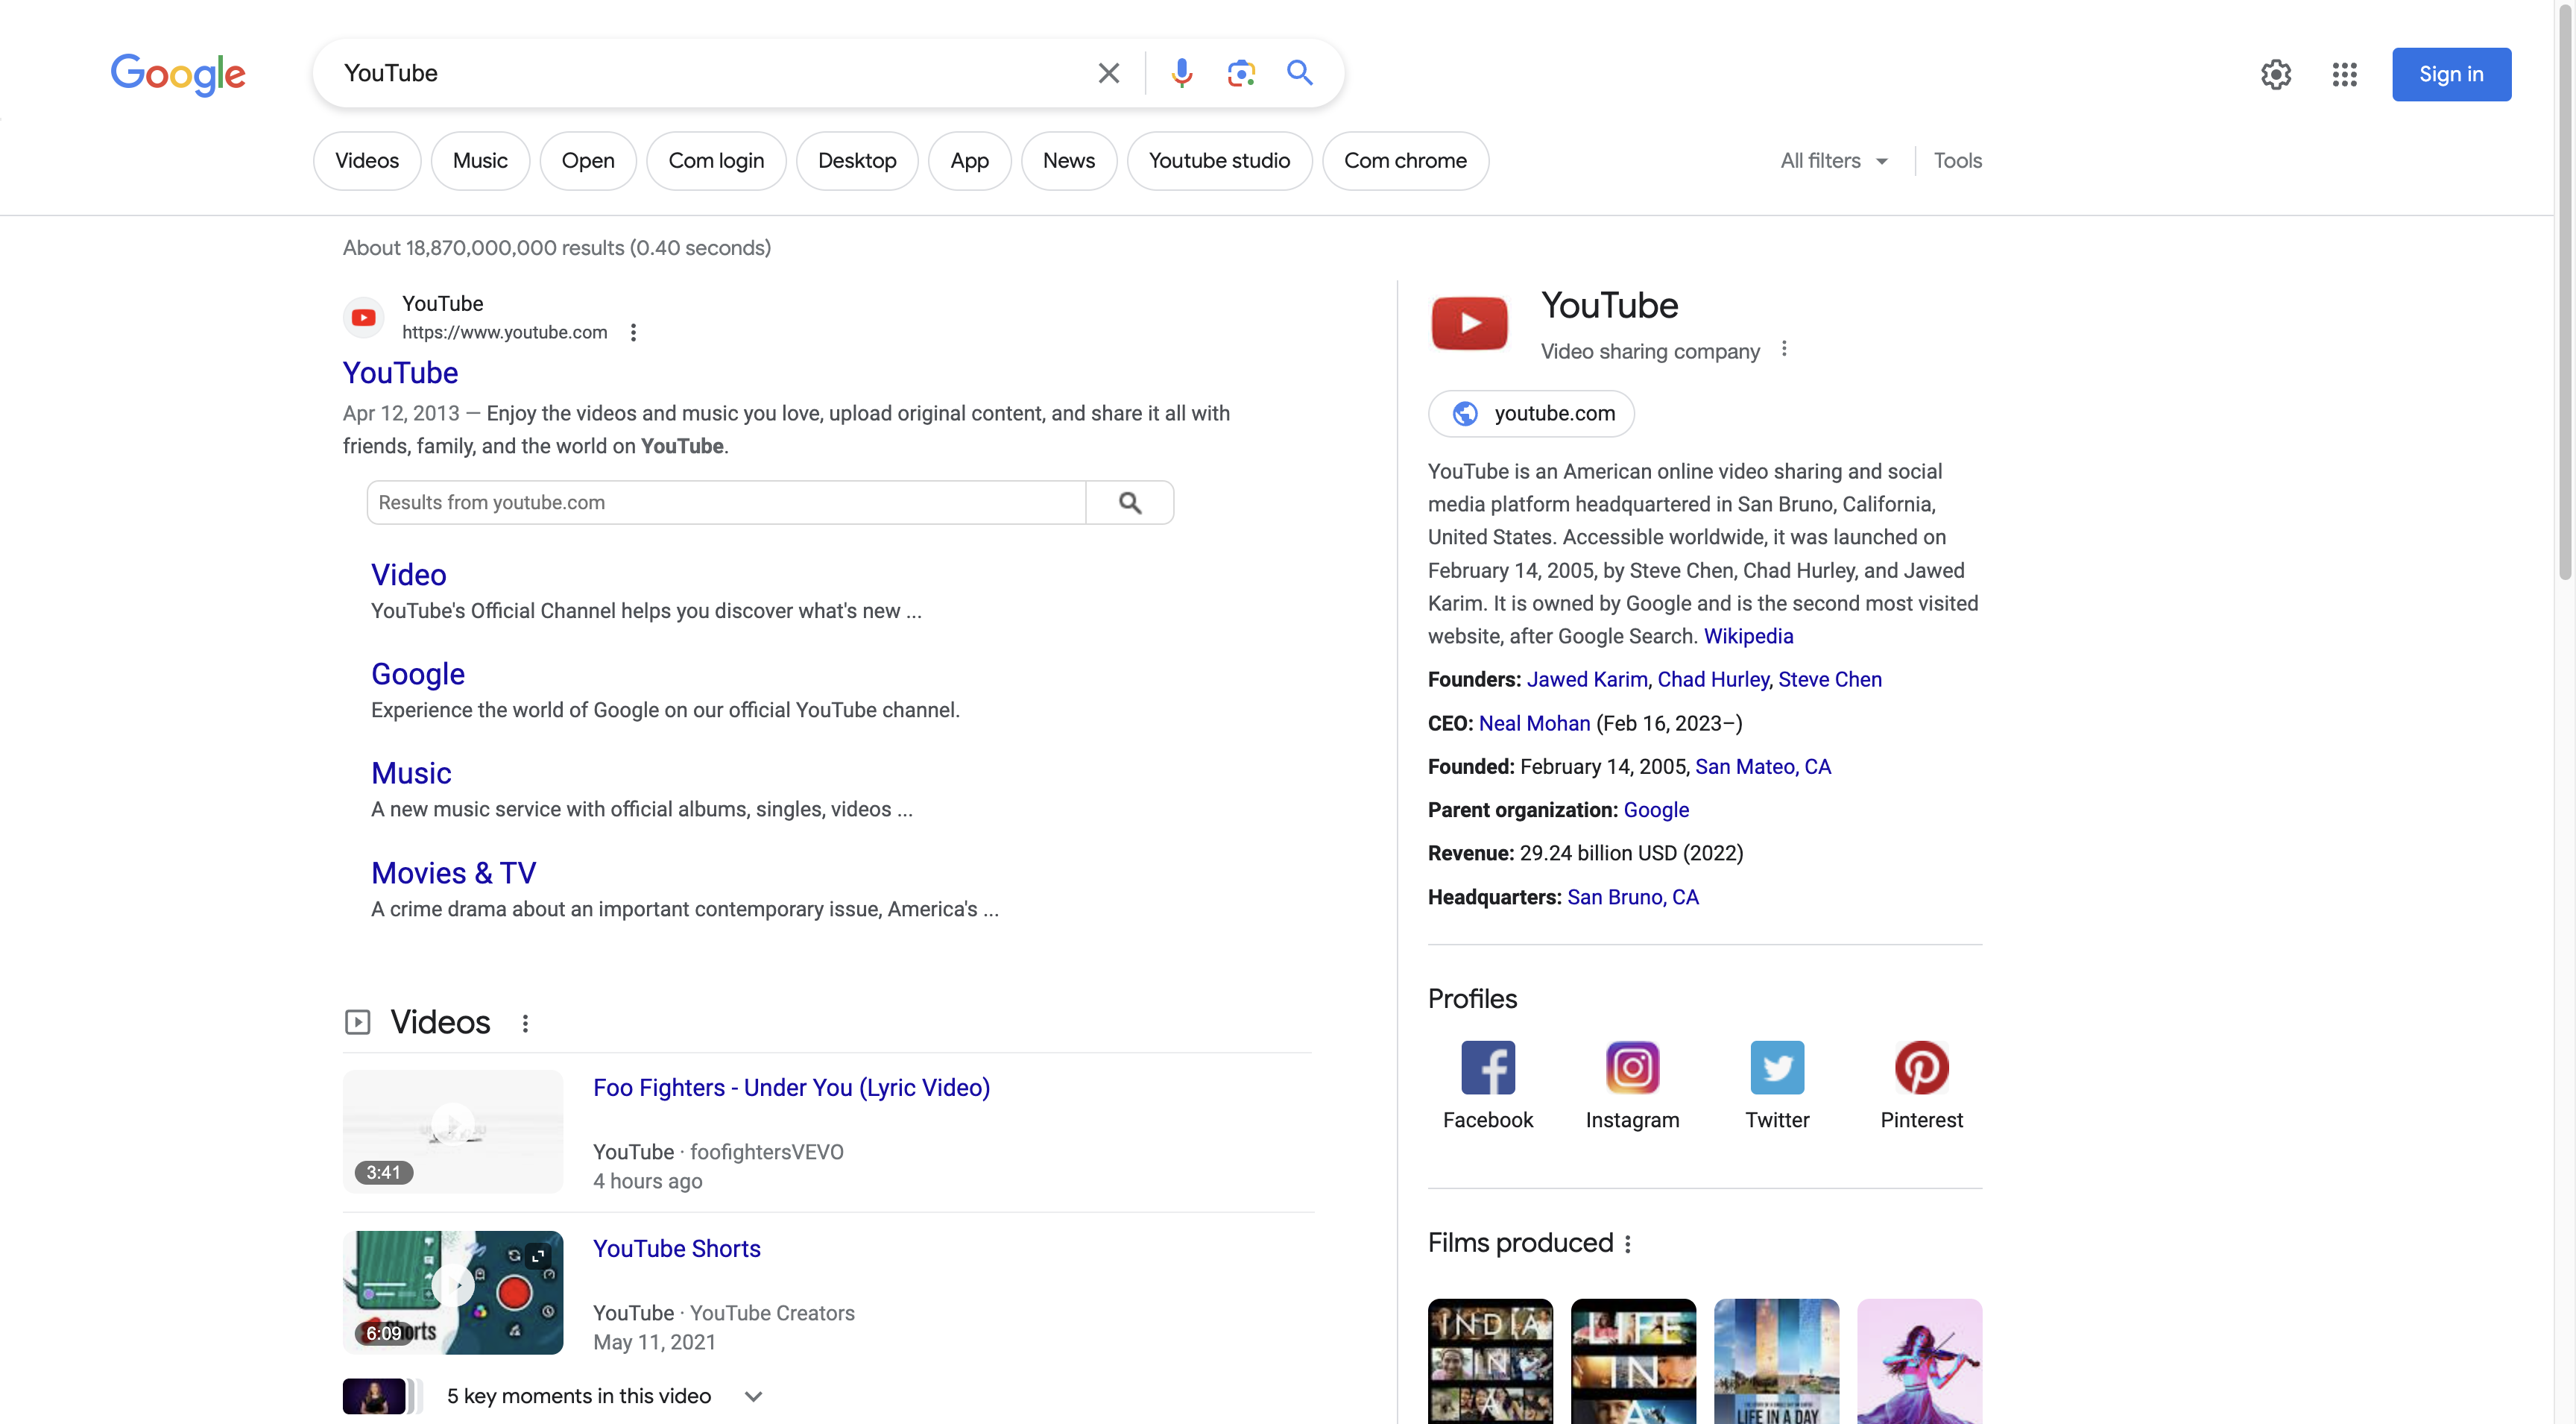 Google
YouTube
Sign in
Videos
Music
Open
Com login
Desktop
App
News
Youtube studio
Com chrome
All filters
Tools
About 18,870,000,000 results (0.40 seconds)
YouTube
https://www.youtube.com
YouTube
Apr 12, 2013 — Enjoy the videos and music you love, upload original content, and share it all with
friends, family, and the world on YouTube.
Results from youtube.com
Video
YouTube's Official Channel helps you discover what's new ...
Google
Experience the world of Google on our official YouTube channel.
Music
A new music service with official albums, singles, videos ...
Movies & TV
A crime drama about an important contemporary issue, America's ...
Videos
Foo Fighters - Under You (Lyric Video)
YouTube · foofightersVEVO
4 hours ago
3:41
YouTube Shorts
YouTube · YouTube Creators
May 11, 2021
6:09
5 key moments in this video
YouTube
Video sharing company
youtube.com
YouTube is an American online video sharing and social
media platform headquartered in San Bruno, California,
United States. Accessible worldwide, it was launched on
February 14, 2005, by Steve Chen, Chad Hurley, and Jawed
Karim. It is owned by Google and is the second most visited
website, after Google Search. Wikipedia
Founders: Jawed Karim, Chad Hurley, Steve Chen
CEO: Neal Mohan (Feb 16, 2023–)
Founded: February 14, 2005, San Mateo, CA
Parent organization: Google
Revenue: 29.24 billion USD (2022)
Headquarters: San Bruno, CA
Profiles
Facebook
Instagram
Twitter
Pinterest
Films produced
INDIA
IN
A
LIFE
IN
A
LIFE IN A DAY